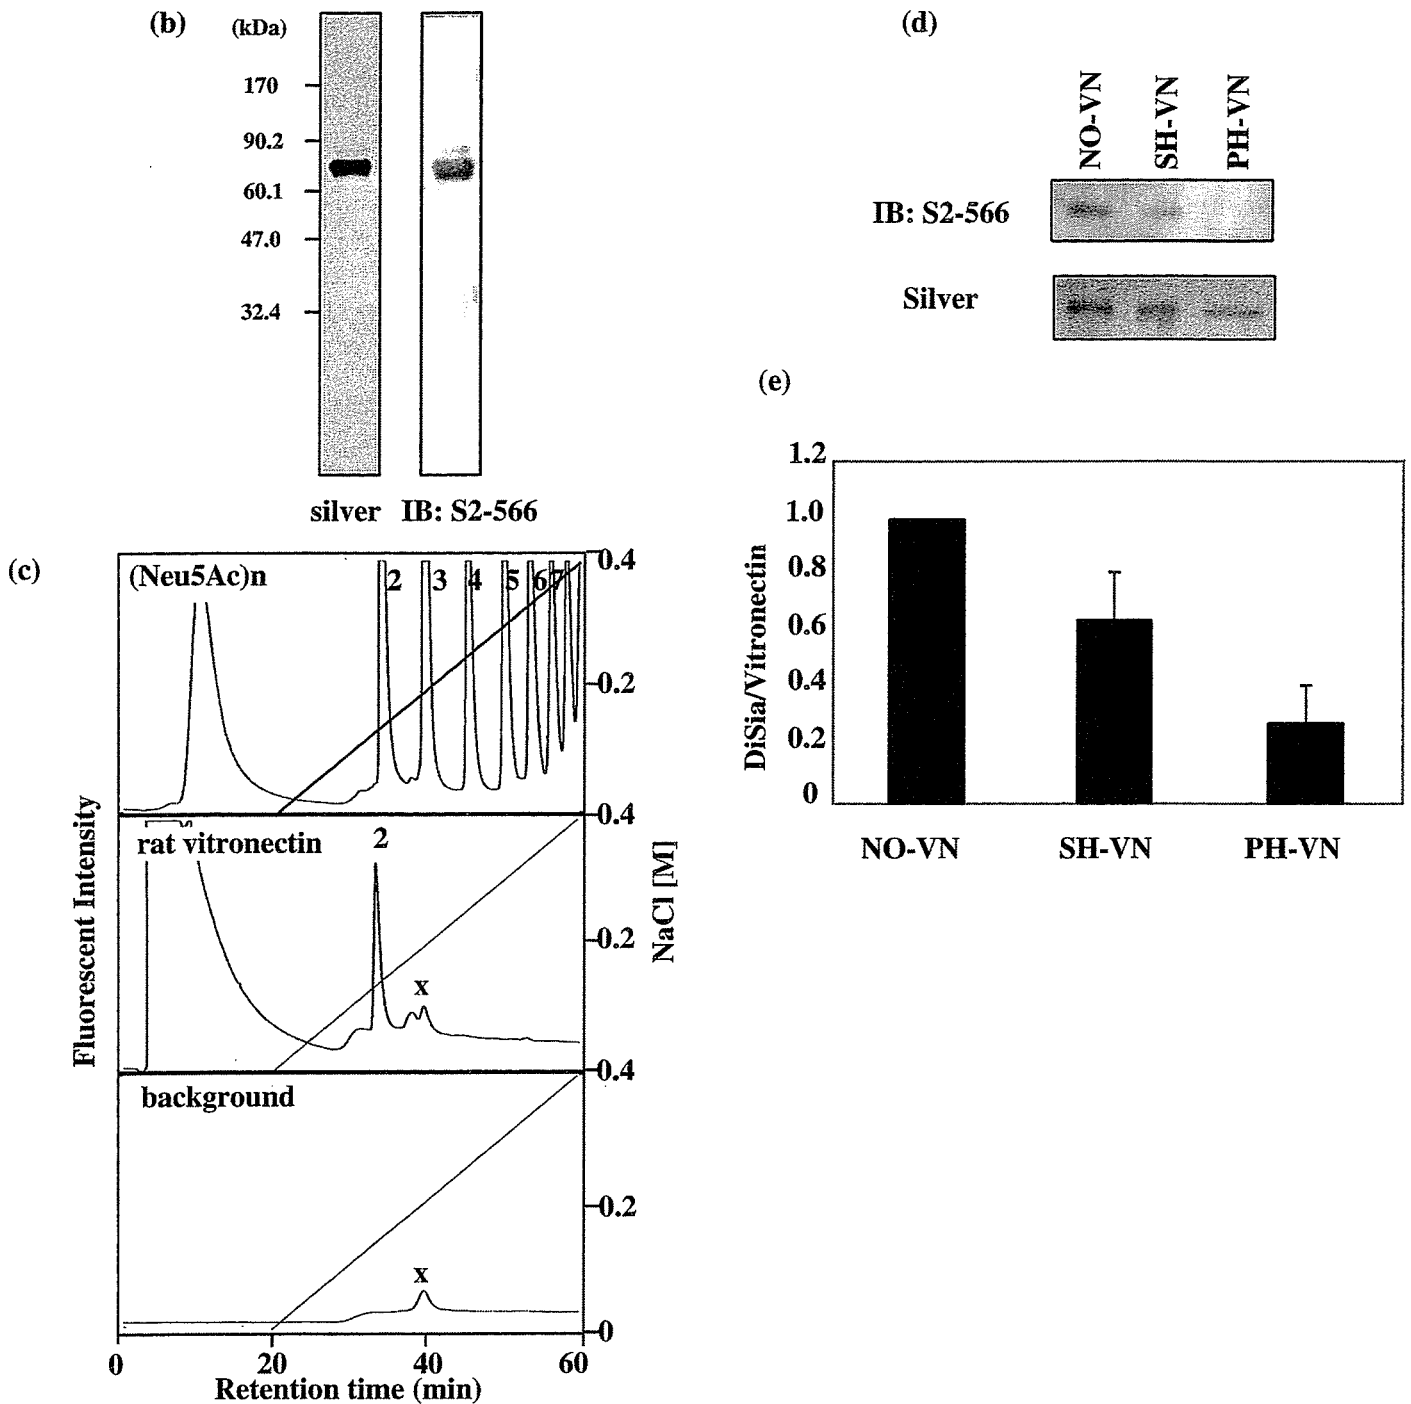 (b)
(kDa)
170
90.2
60.1
47.0
32.4
silver IB: S2-566
(d)
NO-VN
SH-VN
PH-VN
IB: S2-566
Silver
(e)
DiSia/Vitronectin
1.2
1.0
0.8
0.6
0.4
0.2
0
NO-VN SH-VN PH-VN
(c)
Fluorescent Intensity
(Neu5Ac)n
2 3 4 5 6 7
0.4
0.2
rat vitronectin
2
x
0.4
0.2
background
x
0.4
0.2
0
NaCl [M]
0 20 40 60
Retention time (min)